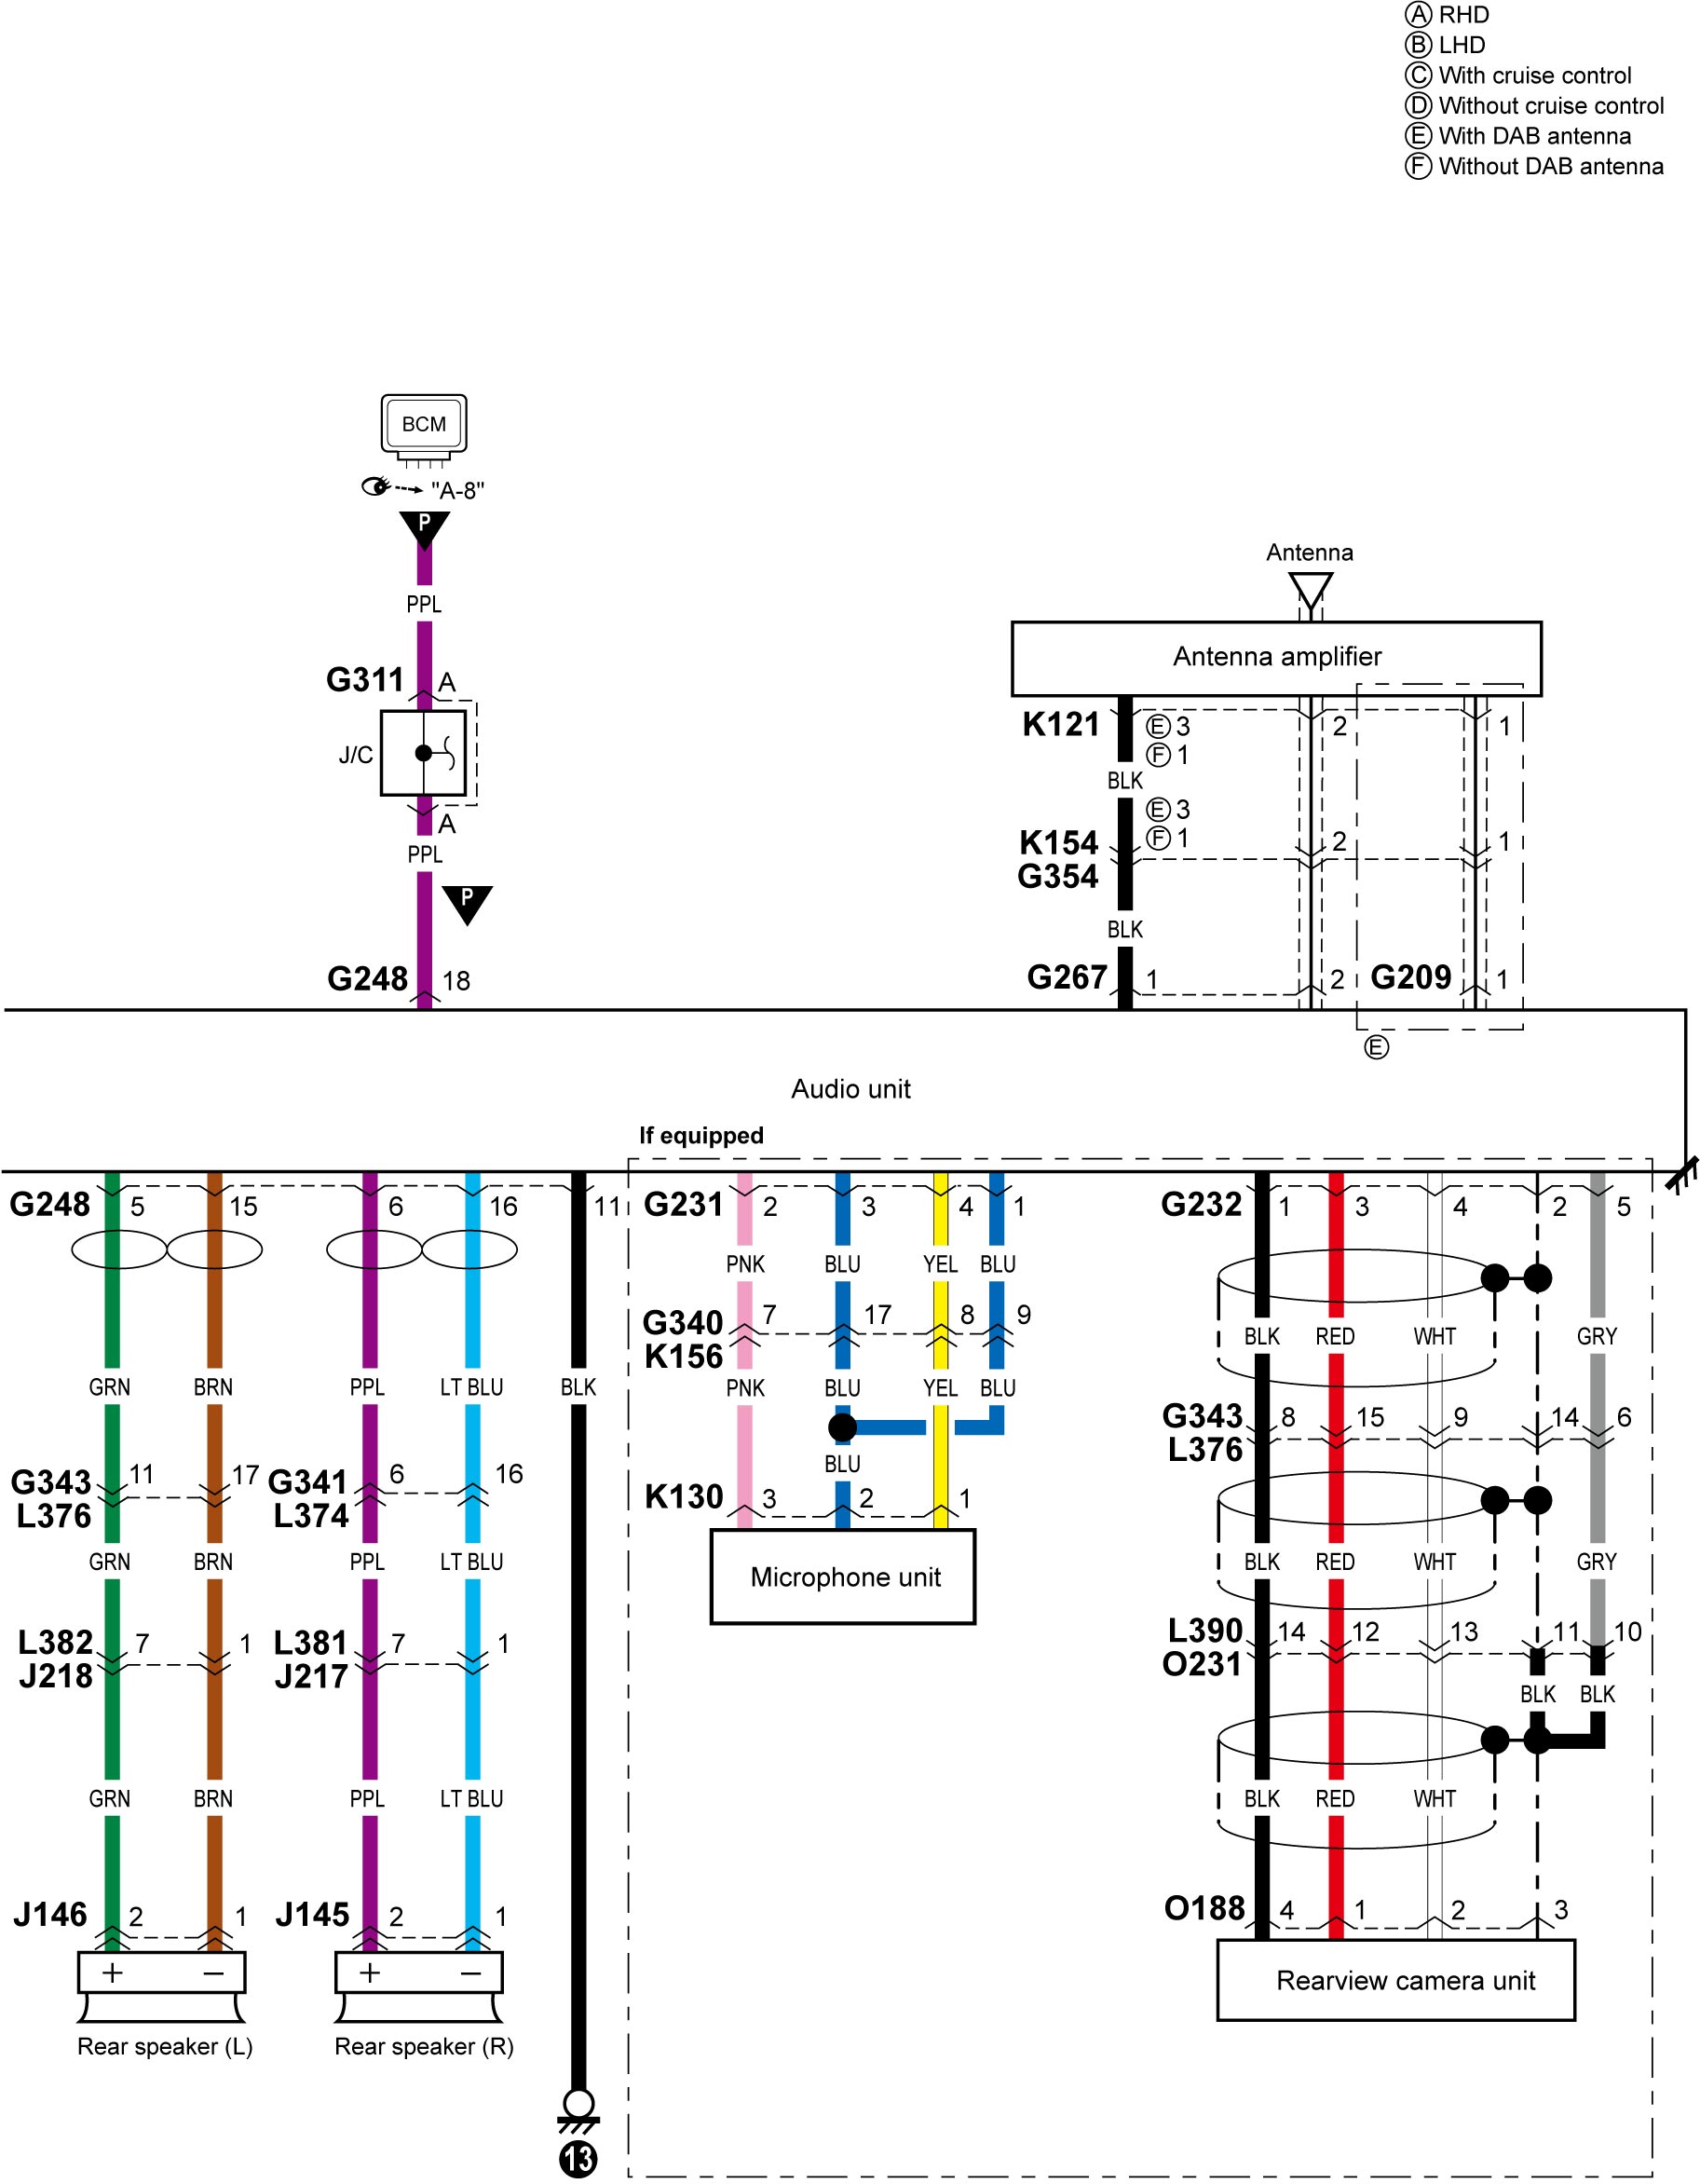 A RHD
B LHD
C With cruise control
D Without cruise control
E With DAB antenna
F Without DAB antenna
BCM
"A-8"
P
PPL
G311 A
J/C
A
PPL
P
G248 18
Antenna
Antenna amplifier
K121 E 3 2 1
F 1
BLK
E 3
K154 F 1 2 1
G354
BLK
G267 1 2 G209 1
E
Audio unit
If equipped
G248 5 15 6 16 11 G231 2 3 4 1 G232 1 3 4 2 5
PNK BLU YEL BLU
G340 7 17 8 9
K156
BLK RED WHT GRY
GRN BRN PPL LT BLU BLK PNK BLU YEL BLU
G343 8 15 9 14 6
L376
BLU
G343 11 17 G341 6 16
L376 L374
K130 3 2 1
GRN BRN PPL LT BLU BLK RED WHT GRY
Microphone unit
L382 7 1 L381 7 1 L390 14 12 13 11 10
J218 J217 O231
BLK BLK
GRN BRN PPL LT BLU BLK RED WHT
J146 2 1 J145 2 1 O188 4 1 2 3
+ − + −
Rearview camera unit
Rear speaker (L) Rear speaker (R)
13